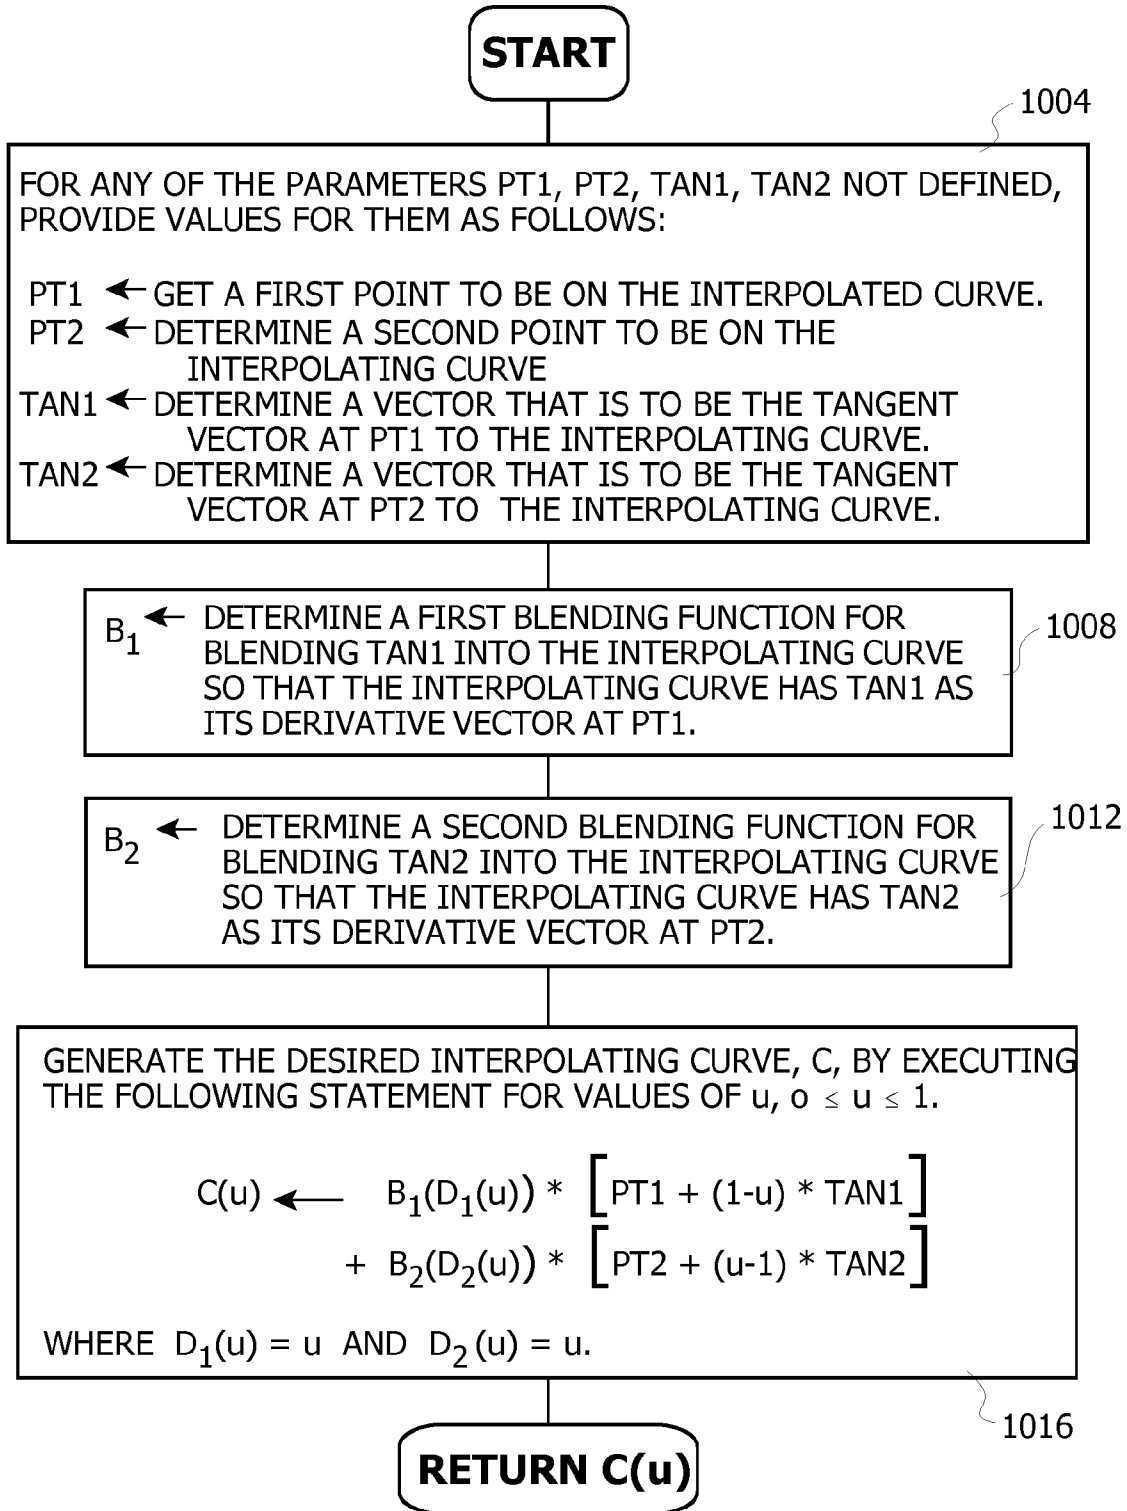 START
1004
FOR ANY OF THE PARAMETERS PT1, PT2, TAN1, TAN2 NOT DEFINED,
PROVIDE VALUES FOR THEM AS FOLLOWS:
PT1 ← GET A FIRST POINT TO BE ON THE INTERPOLATED CURVE.
PT2 ← DETERMINE A SECOND POINT TO BE ON THE
INTERPOLATING CURVE
TAN1 ← DETERMINE A VECTOR THAT IS TO BE THE TANGENT
VECTOR AT PT1 TO THE INTERPOLATING CURVE.
TAN2 ← DETERMINE A VECTOR THAT IS TO BE THE TANGENT
VECTOR AT PT2 TO THE INTERPOLATING CURVE.
B₁ ← DETERMINE A FIRST BLENDING FUNCTION FOR
BLENDING TAN1 INTO THE INTERPOLATING CURVE
SO THAT THE INTERPOLATING CURVE HAS TAN1 AS
ITS DERIVATIVE VECTOR AT PT1.
1008
B₂ ← DETERMINE A SECOND BLENDING FUNCTION FOR
BLENDING TAN2 INTO THE INTERPOLATING CURVE
SO THAT THE INTERPOLATING CURVE HAS TAN2
AS ITS DERIVATIVE VECTOR AT PT2.
1012
GENERATE THE DESIRED INTERPOLATING CURVE, C, BY EXECUTING
THE FOLLOWING STATEMENT FOR VALUES OF u, o ≤ u ≤ 1.
C(u) ← B₁(D₁(u)) * [PT1 + (1-u) * TAN1]
+ B₂(D₂(u)) * [PT2 + (u-1) * TAN2]
WHERE D₁(u) = u AND D₂(u) = u.
1016
RETURN C(u)